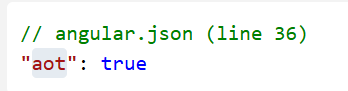 // angular.json (line 36)
"aot": true